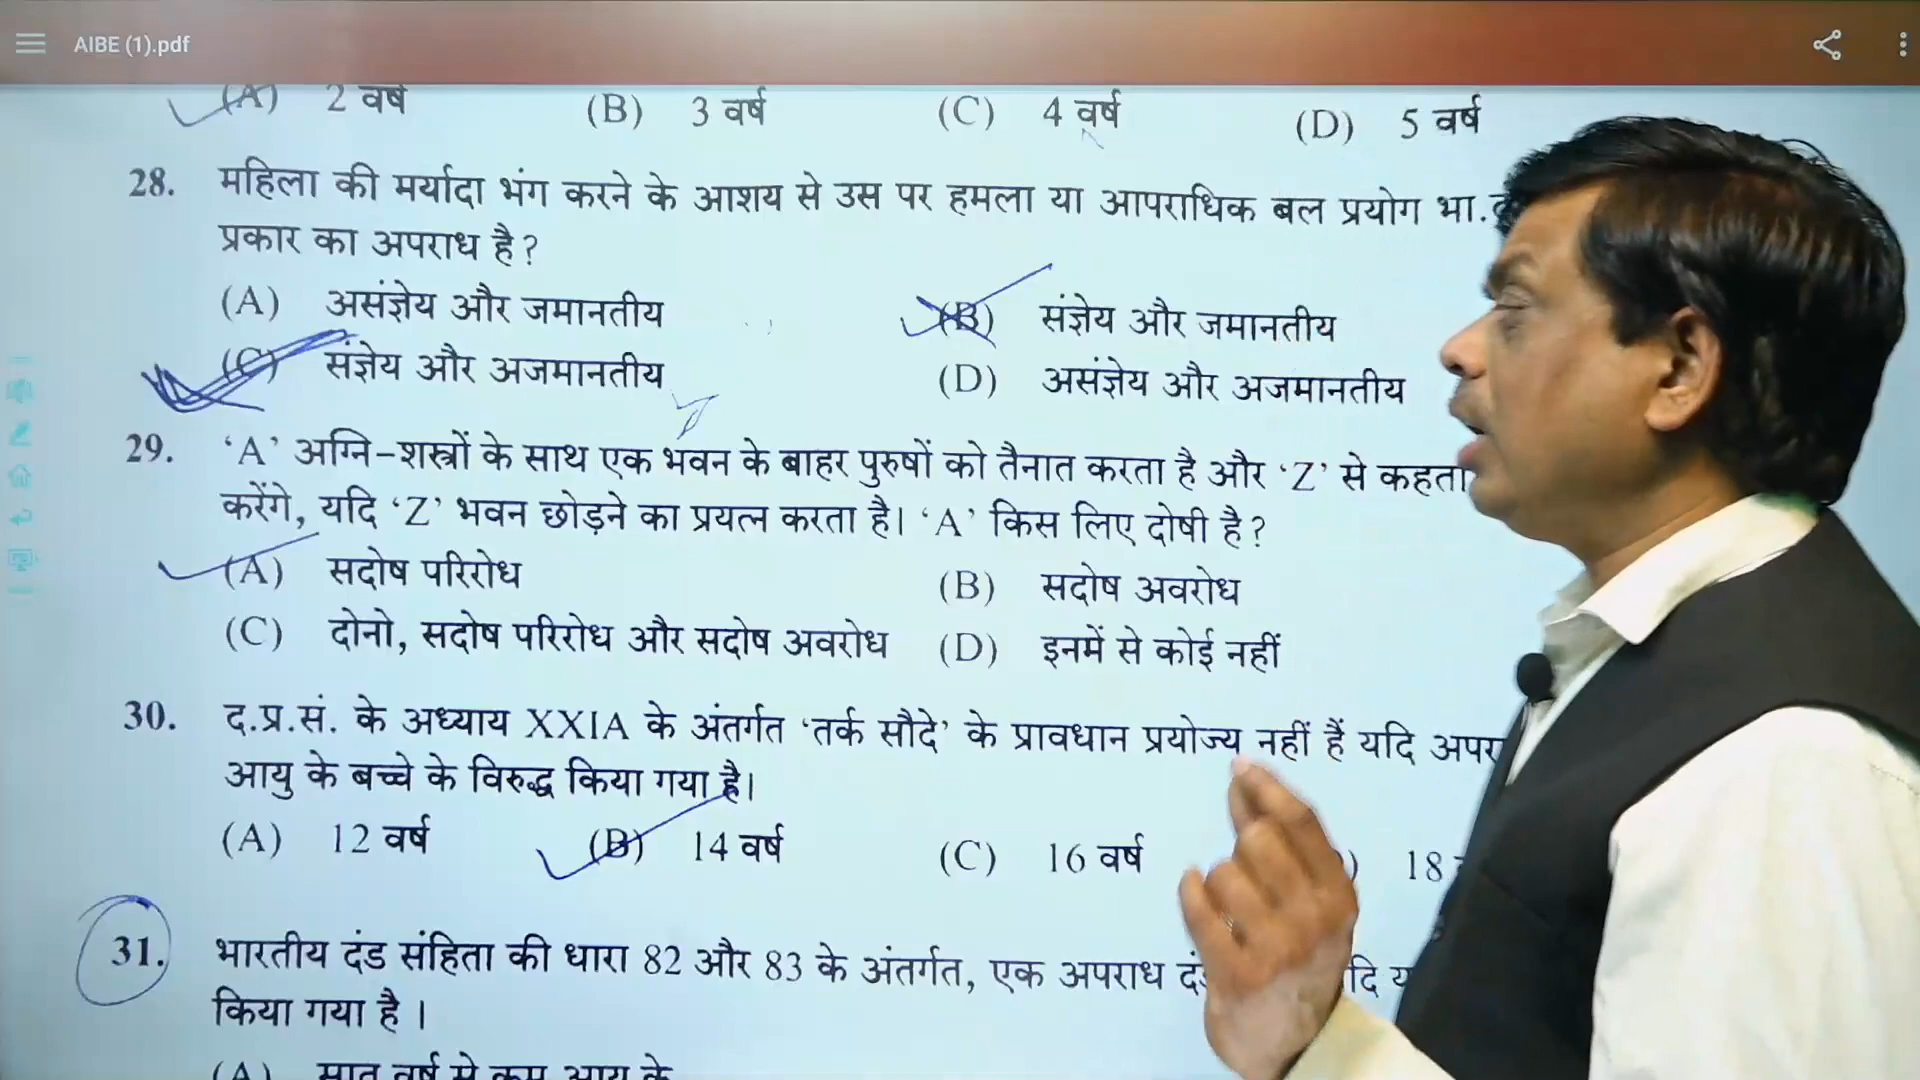 AIBE (1).pdf
(A) 2 वर्ष (B) 3 वर्ष (C) 4 वर्ष (D) 5 वर्ष
28. महिला की मर्यादा भंग करने के आशय से उस पर हमला या आपराधिक बल प्रयोग भा.
प्रकार का अपराध है?
(A) असंज्ञेय और जमानतीय (B) संज्ञेय और जमानतीय
(C) संज्ञेय और अजमानतीय (D) असंज्ञेय और अजमानतीय
29. ‘A’ अग्नि-शस्त्रों के साथ एक भवन के बाहर पुरुषों को तैनात करता है और ‘Z’ से कहता
करेंगे, यदि ‘Z’ भवन छोड़ने का प्रयत्न करता है। ‘A’ किस लिए दोषी है?
(A) सदोष परिरोध (B) सदोष अवरोध
(C) दोनो, सदोष परिरोध और सदोष अवरोध (D) इनमें से कोई नहीं
30. द.प्र.सं. के अध्याय XXIA के अंतर्गत ‘तर्क सौदे’ के प्रावधान प्रयोज्य नहीं हैं यदि
आयु के बच्चे के विरुद्ध किया गया है।
(A) 12 वर्ष (B) 14 वर्ष (C) 16 वर्ष 18
31. भारतीय दंड संहिता की धारा 82 और 83 के अंतर्गत, एक अपराध
किया गया है ।
(A) सात वर्ष से कम आयु के